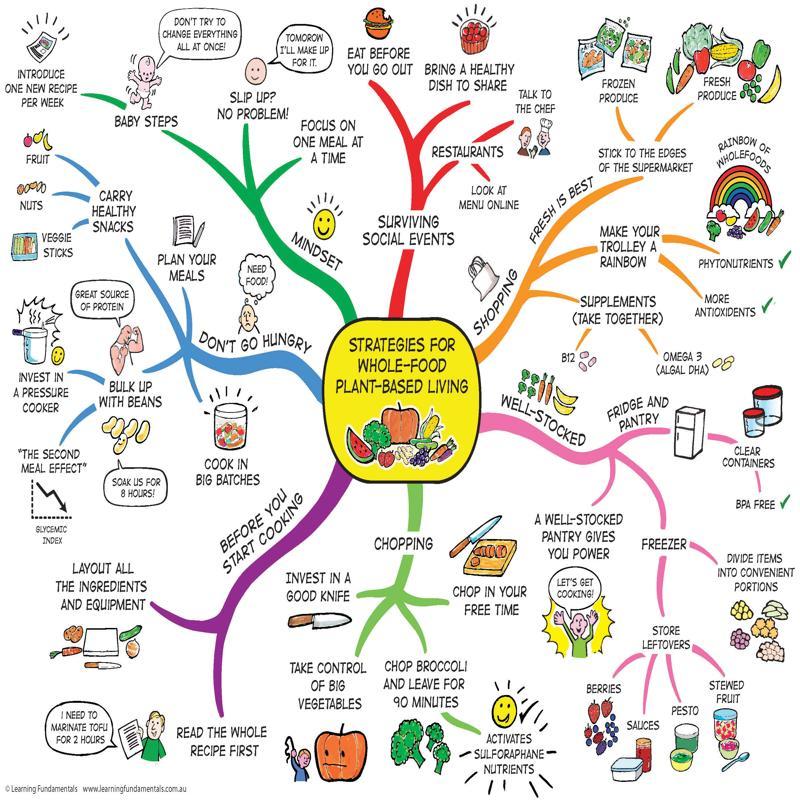 STRATEGIES FOR
WHOLE-FOOD
PLANT-BASED LIVING
MINDSET
BABY STEPS
DON'T TRY TO
CHANGE EVERYTHING
ALL AT ONCE!
INTRODUCE
ONE NEW RECIPE
PER WEEK
SLIP UP?
NO PROBLEM!
TOMOROW
I'LL MAKE UP
FOR IT.
FOCUS ON
ONE MEAL AT
A TIME
SURVIVING
SOCIAL EVENTS
EAT BEFORE
YOU GO OUT
BRING A HEALTHY
DISH TO SHARE
RESTAURANTS
TALK TO
THE CHEF
LOOK AT
MENU ONLINE
SHOPPING
FRESH IS BEST
STICK TO THE EDGES
OF THE SUPERMARKET
FROZEN
PRODUCE
FRESH
PRODUCE
MAKE YOUR
TROLLEY A
RAINBOW
RAINBOW OF
WHOLEFOODS
PHYTONUTRIENTS
MORE
ANTIOXIDENTS
SUPPLEMENTS
(TAKE TOGETHER)
B12
OMEGA 3
(ALGAL DHA)
WELL-STOCKED
FRIDGE AND
PANTRY
CLEAR
CONTAINERS
BPA FREE
A WELL-STOCKED
PANTRY GIVES
YOU POWER
LET'S GET
COOKING!
FREEZER
DIVIDE ITEMS
INTO CONVENIENT
PORTIONS
STORE
LEFTOVERS
BERRIES
SAUCES
PESTO
STEWED
FRUIT
CHOPPING
INVEST IN A
GOOD KNIFE
CHOP IN YOUR
FREE TIME
TAKE CONTROL
OF BIG
VEGETABLES
CHOP BROCCOLI
AND LEAVE FOR
90 MINUTES
ACTIVATES
SULFORAPHANE
NUTRIENTS
BEFORE YOU
START COOKING
LAYOUT ALL
THE INGREDIENTS
AND EQUIPMENT
READ THE WHOLE
RECIPE FIRST
I NEED TO
MARINATE TOFU
FOR 2 HOURS
DON'T GO HUNGRY
NEED
FOOD!
PLAN YOUR
MEALS
CARRY
HEALTHY
SNACKS
FRUIT
NUTS
VEGGIE
STICKS
BULK UP
WITH BEANS
GREAT SOURCE
OF PROTEIN
INVEST IN
A PRESSURE
COOKER
"THE SECOND
MEAL EFFECT"
GLYCEMIC
INDEX
SOAK US FOR
8 HOURS!
COOK IN
BIG BATCHES
© Learning Fundamentals www.learningfundamentals.com.au